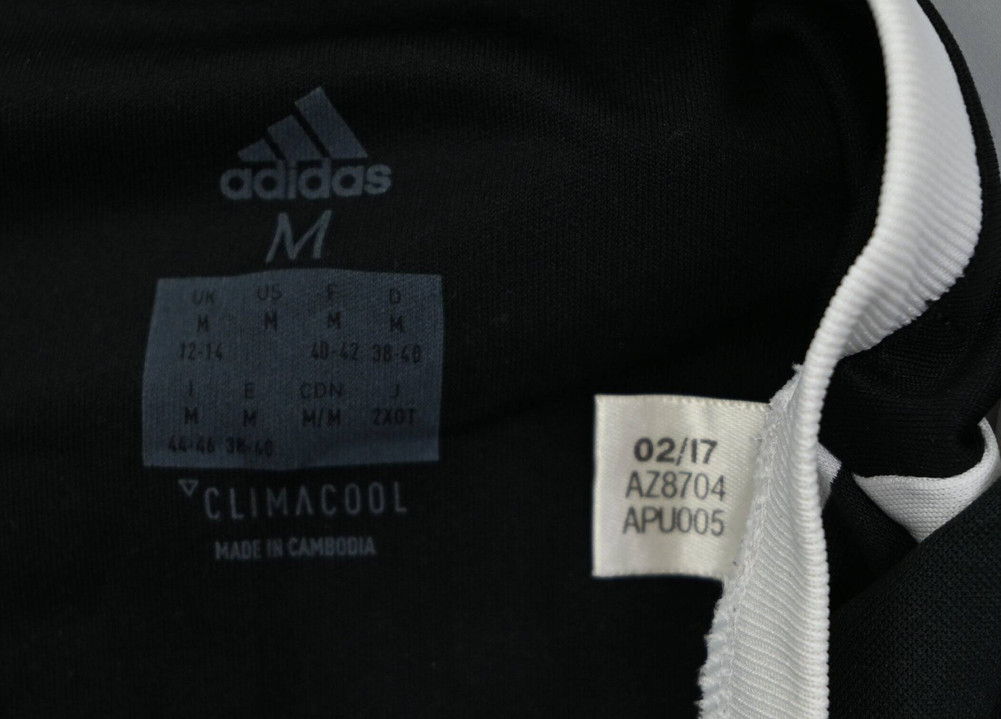 adidas
M
UK US F D
M M M M
12-14 40-42 38-40
I E CDN J
M M M/M 2XOT
44-46 38-40
CLIMACOOL
MADE IN CAMBODIA
02/17
AZ8704
APU005